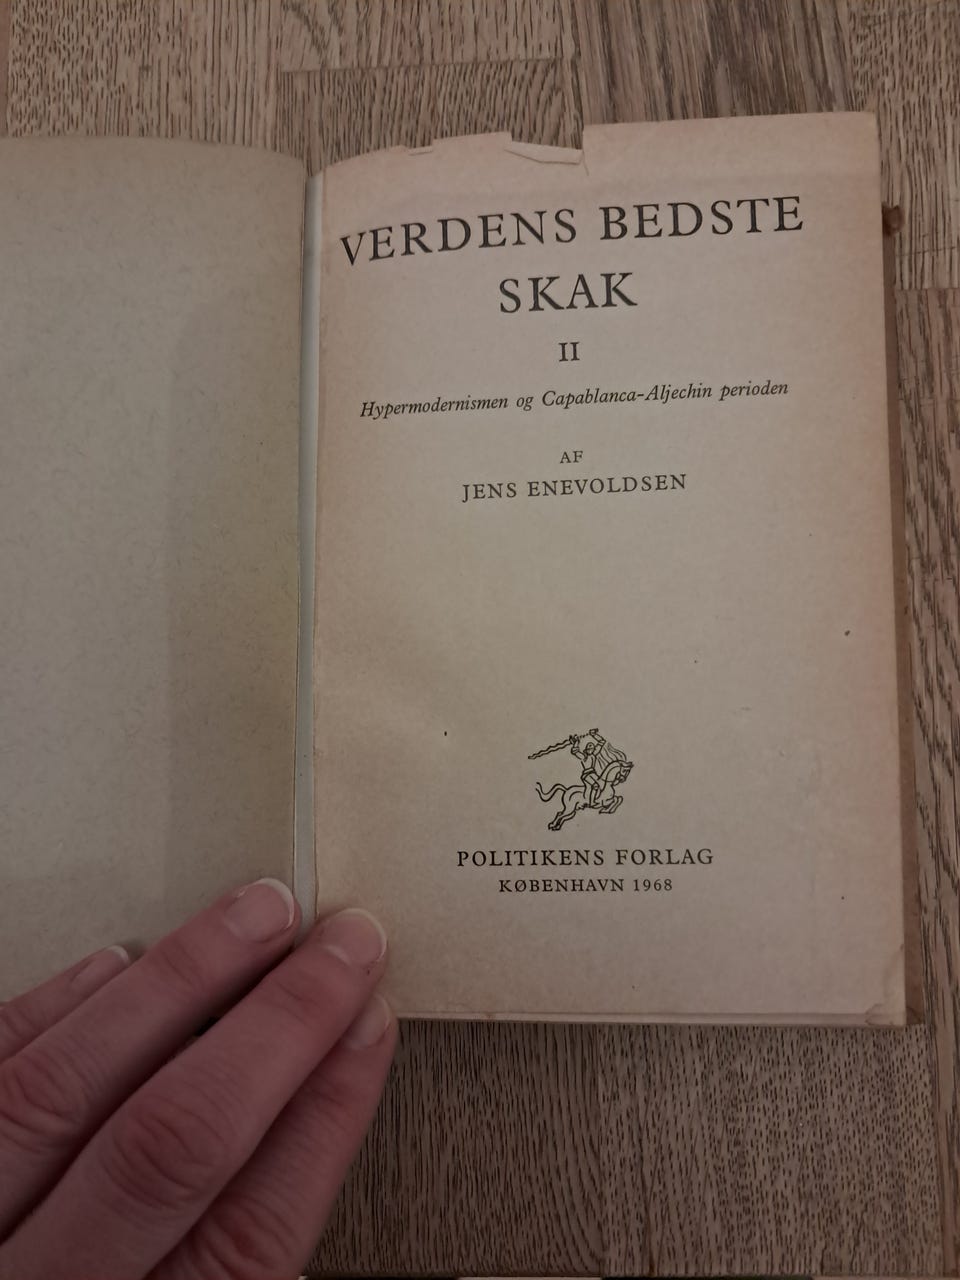 VERDENS BEDSTE
SKAK
II
Hypermodernismen og Capablanca-Aljechin perioden
AF
JENS ENEVOLDSEN
POLITIKENS FORLAG
KØBENHAVN 1968